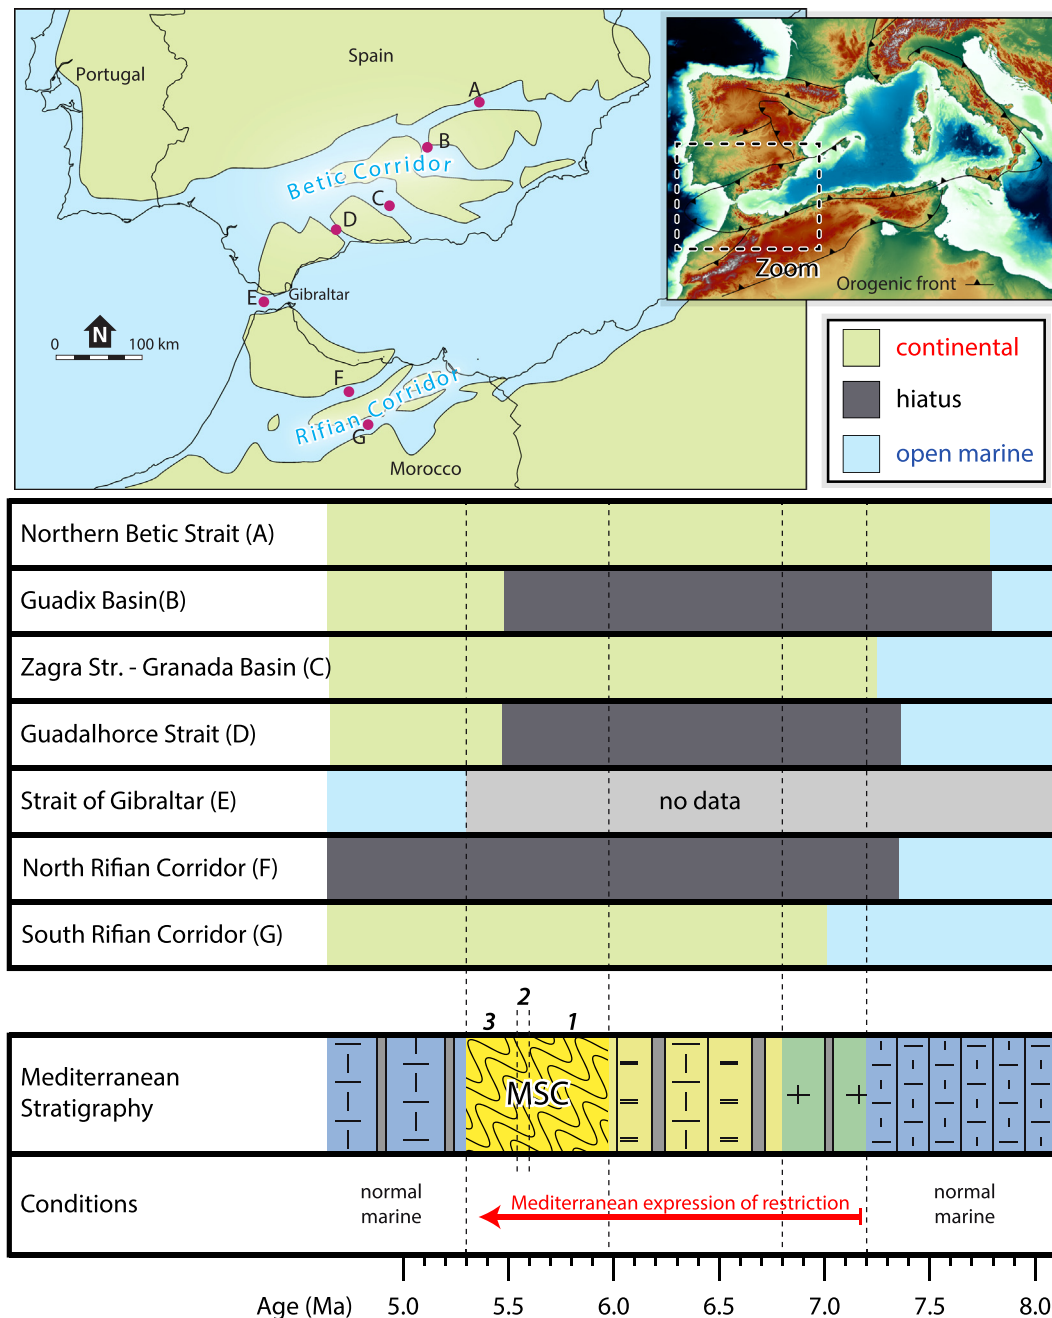 Portugal
Spain
A
B
Betic Corridor
C
D
E
Gibraltar
N
0
100 km
F
Rifian Corridor
G
Morocco
Zoom
Orogenic front
continental
hiatus
open marine
Northern Betic Strait (A)
Guadix Basin(B)
Zagra Str. - Granada Basin (C)
Guadalhorce Strait (D)
Strait of Gibraltar (E)
no data
North Rifian Corridor (F)
South Rifian Corridor (G)
3
2
1
Mediterranean
Stratigraphy
MSC
Conditions
normal
marine
Mediterranean expression of restriction
normal
marine
Age (Ma)
5.0
5.5
6.0
6.5
7.0
7.5
8.0